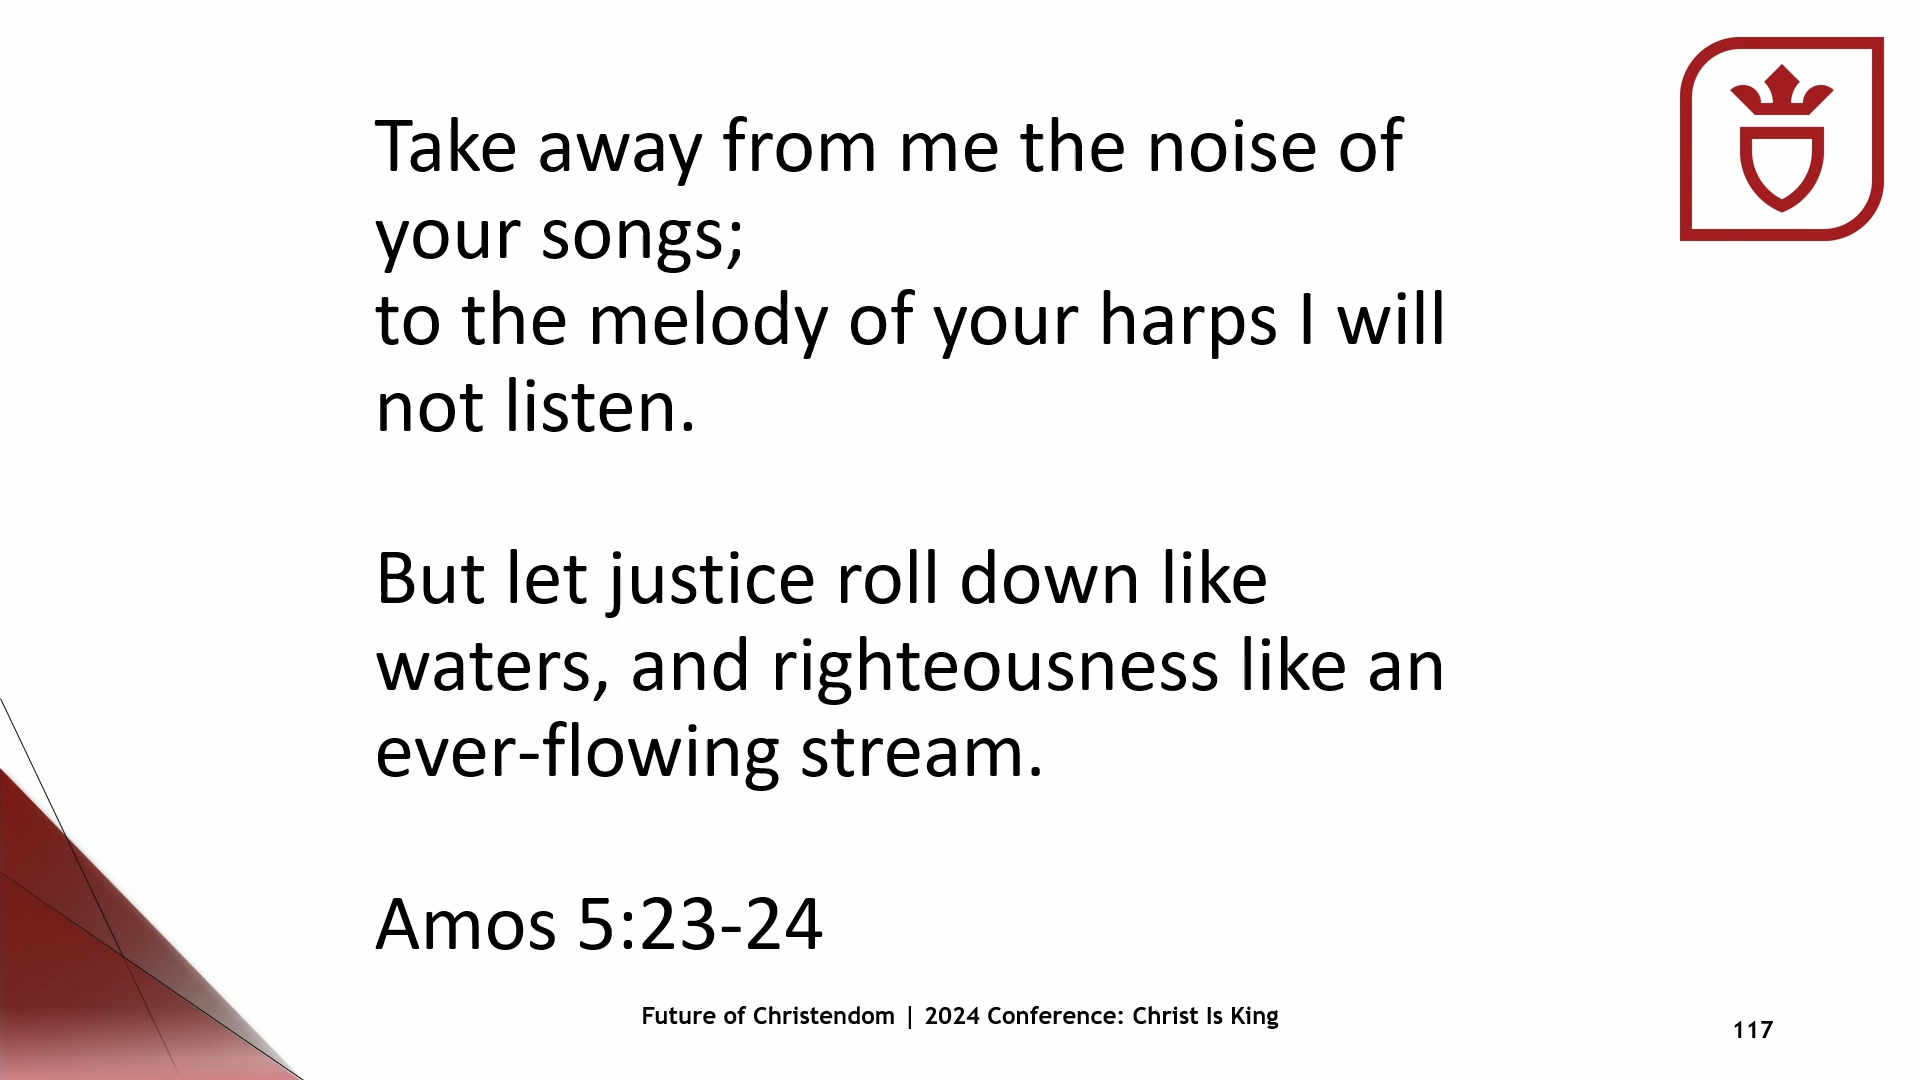 Take away from me the noise of
your songs;
to the melody of your harps I will
not listen.
But let justice roll down like
waters, and righteousness like an
ever-flowing stream.
Amos 5:23-24
Future of Christendom | 2024 Conference: Christ Is King
117